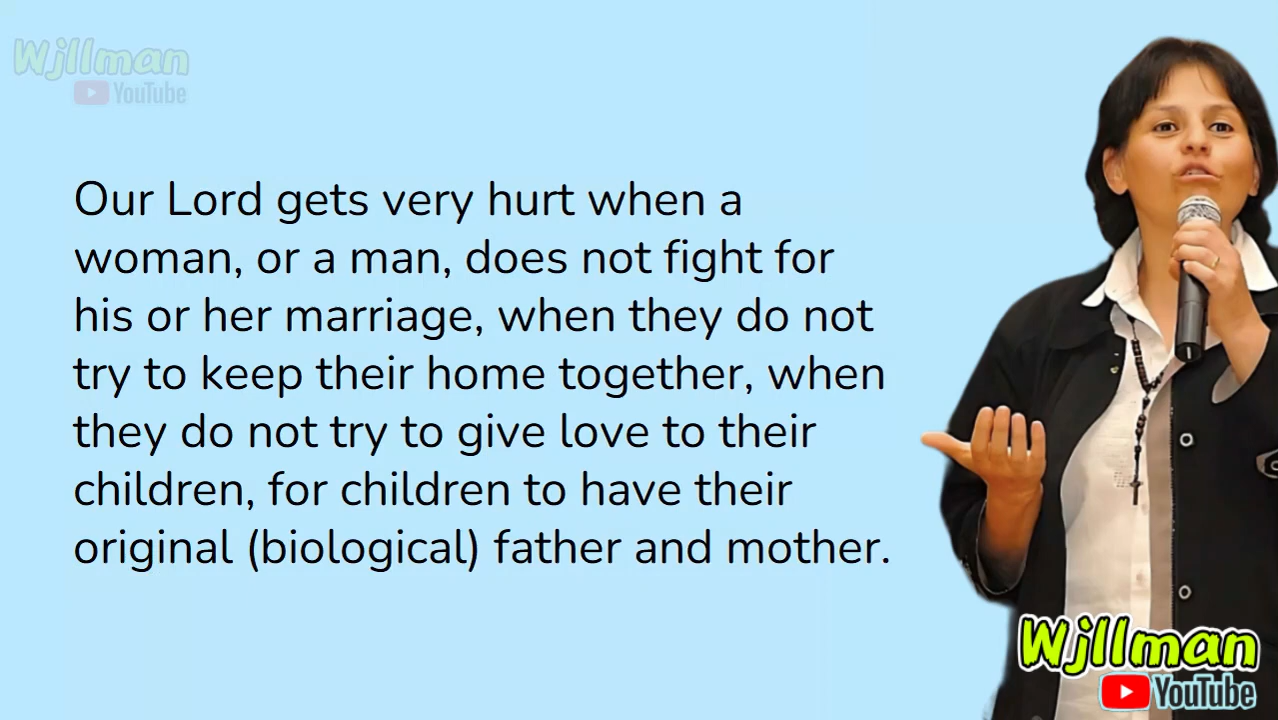 Wjllman
YouTube
Our Lord gets very hurt when a
woman, or a man, does not fight for
his or her marriage, when they do not
try to keep their home together, when
they do not try to give love to their
children, for children to have their
original (biological) father and mother.
Wjllman
YouTube